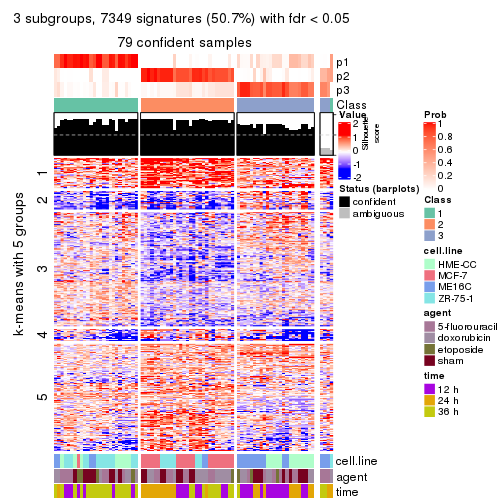 3 subgroups, 7349 signatures (50.7%) with fdr < 0.05
79 confident samples
p1
p2
p3
Class
Silhouette score
k-means with 5 groups
1
2
3
4
5
cell.line
agent
time
Value
2
1
0
-1
-2
Status (barplots)
confident
ambiguous
Prob
1
0.8
0.6
0.4
0.2
0
Class
1
2
3
cell.line
HME-CC
MCF-7
ME16C
ZR-75-1
agent
5-fluorouracil
doxorubicin
etoposide
sham
time
12 h
24 h
36 h